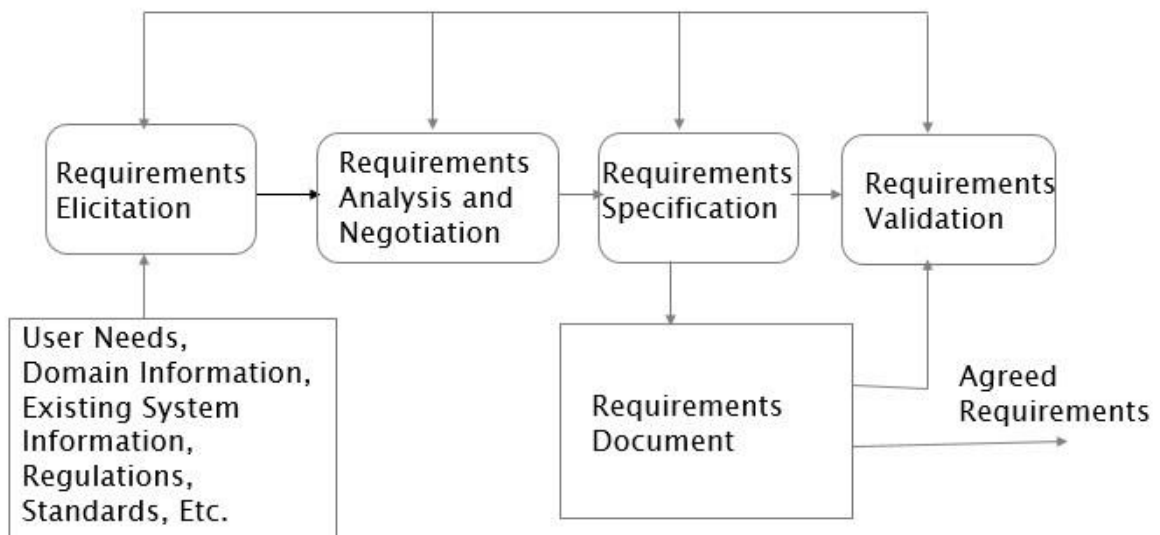 Requirements
Elicitation
Requirements
Analysis and
Negotiation
Requirements
Specification
Requirements
Validation
User Needs,
Domain Information,
Existing System
Information,
Regulations,
Standards, Etc.
Requirements
Document
Agreed
Requirements